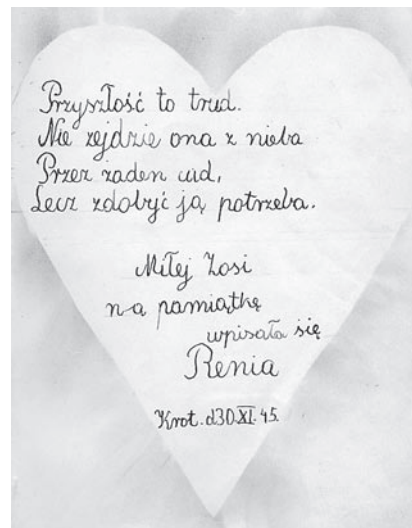 Przyszłość to trud.
Nie zejdzie ona z nieba
Przez żaden cud,
Lecz zdobyć ją potrzeba.
Miłej Zosi
na pamiątkę
wpisała się
Renia
Krot. d30.XI.45.